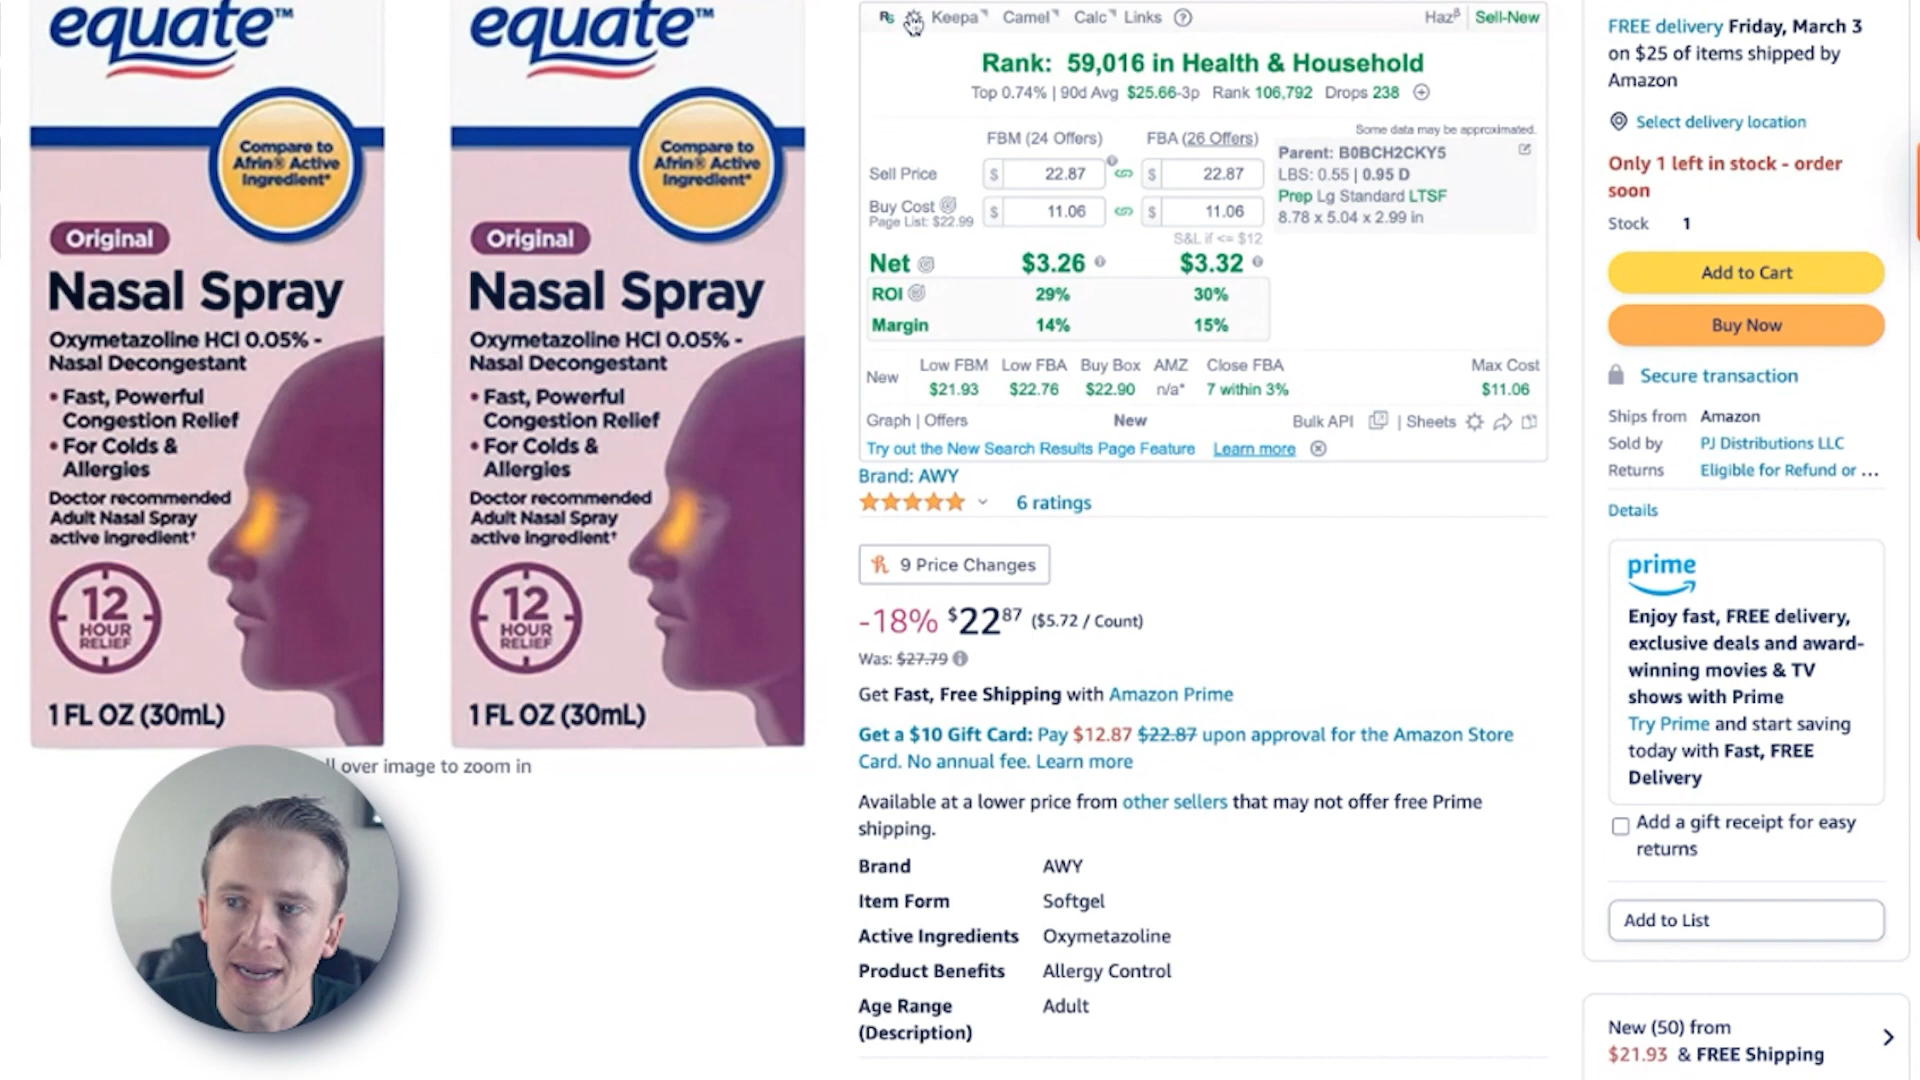 equate™
Compare to
Afrin® Active
Ingredient*
Original
Nasal Spray
Oxymetazoline HCl 0.05% -
Nasal Decongestant
• Fast, Powerful
Congestion Relief
• For Colds &
Allergies
Doctor recommended
Adult Nasal Spray
active ingredient†
12
HOUR
RELIEF
1 FL OZ (30mL)
equate™
Compare to
Afrin® Active
Ingredient*
Original
Nasal Spray
Oxymetazoline HCl 0.05% -
Nasal Decongestant
• Fast, Powerful
Congestion Relief
• For Colds &
Allergies
Doctor recommended
Adult Nasal Spray
active ingredient†
12
HOUR
RELIEF
1 FL OZ (30mL)
over image to zoom in
RS Keepa Camel Calc Links ? Haz Sell-New
Rank: 59,016 in Health & Household
Top 0.74% | 90d Avg $25.66-3p Rank 106,792 Drops 238
Some data may be approximated.
FBM (24 Offers) FBA (26 Offers)
Sell Price $ 22.87 $ 22.87
Buy Cost $ 11.06 $ 11.06
Page List: $22.99
S&L if <= $12
Parent: B0BCH2CKY5
LBS: 0.55 | 0.95 D
Prep Lg Standard LTSF
8.78 x 5.04 x 2.99 in
Net $3.26 $3.32
ROI 29% 30%
Margin 14% 15%
Low FBM Low FBA Buy Box AMZ Close FBA Max Cost
New $21.93 $22.76 $22.90 n/a* 7 within 3% $11.06
Graph | Offers New Bulk API | Sheets
Try out the New Search Results Page Feature Learn more
Brand: AWY
6 ratings
9 Price Changes
-18% $22 87 ($5.72 / Count)
Was: $27.79
Get Fast, Free Shipping with Amazon Prime
Get a $10 Gift Card: Pay $12.87 $22.87 upon approval for the Amazon Store
Card. No annual fee. Learn more
Available at a lower price from other sellers that may not offer free Prime
shipping.
Brand AWY
Item Form Softgel
Active Ingredients Oxymetazoline
Product Benefits Allergy Control
Age Range Adult
(Description)
FREE delivery Friday, March 3
on $25 of items shipped by
Amazon
Select delivery location
Only 1 left in stock - order
soon
Stock 1
Add to Cart
Buy Now
Secure transaction
Ships from Amazon
Sold by PJ Distributions LLC
Returns Eligible for Refund or ...
Details
prime
Enjoy fast, FREE delivery,
exclusive deals and award-
winning movies & TV
shows with Prime
Try Prime and start saving
today with Fast, FREE
Delivery
Add a gift receipt for easy
returns
Add to List
New (50) from
$21.93 & FREE Shipping